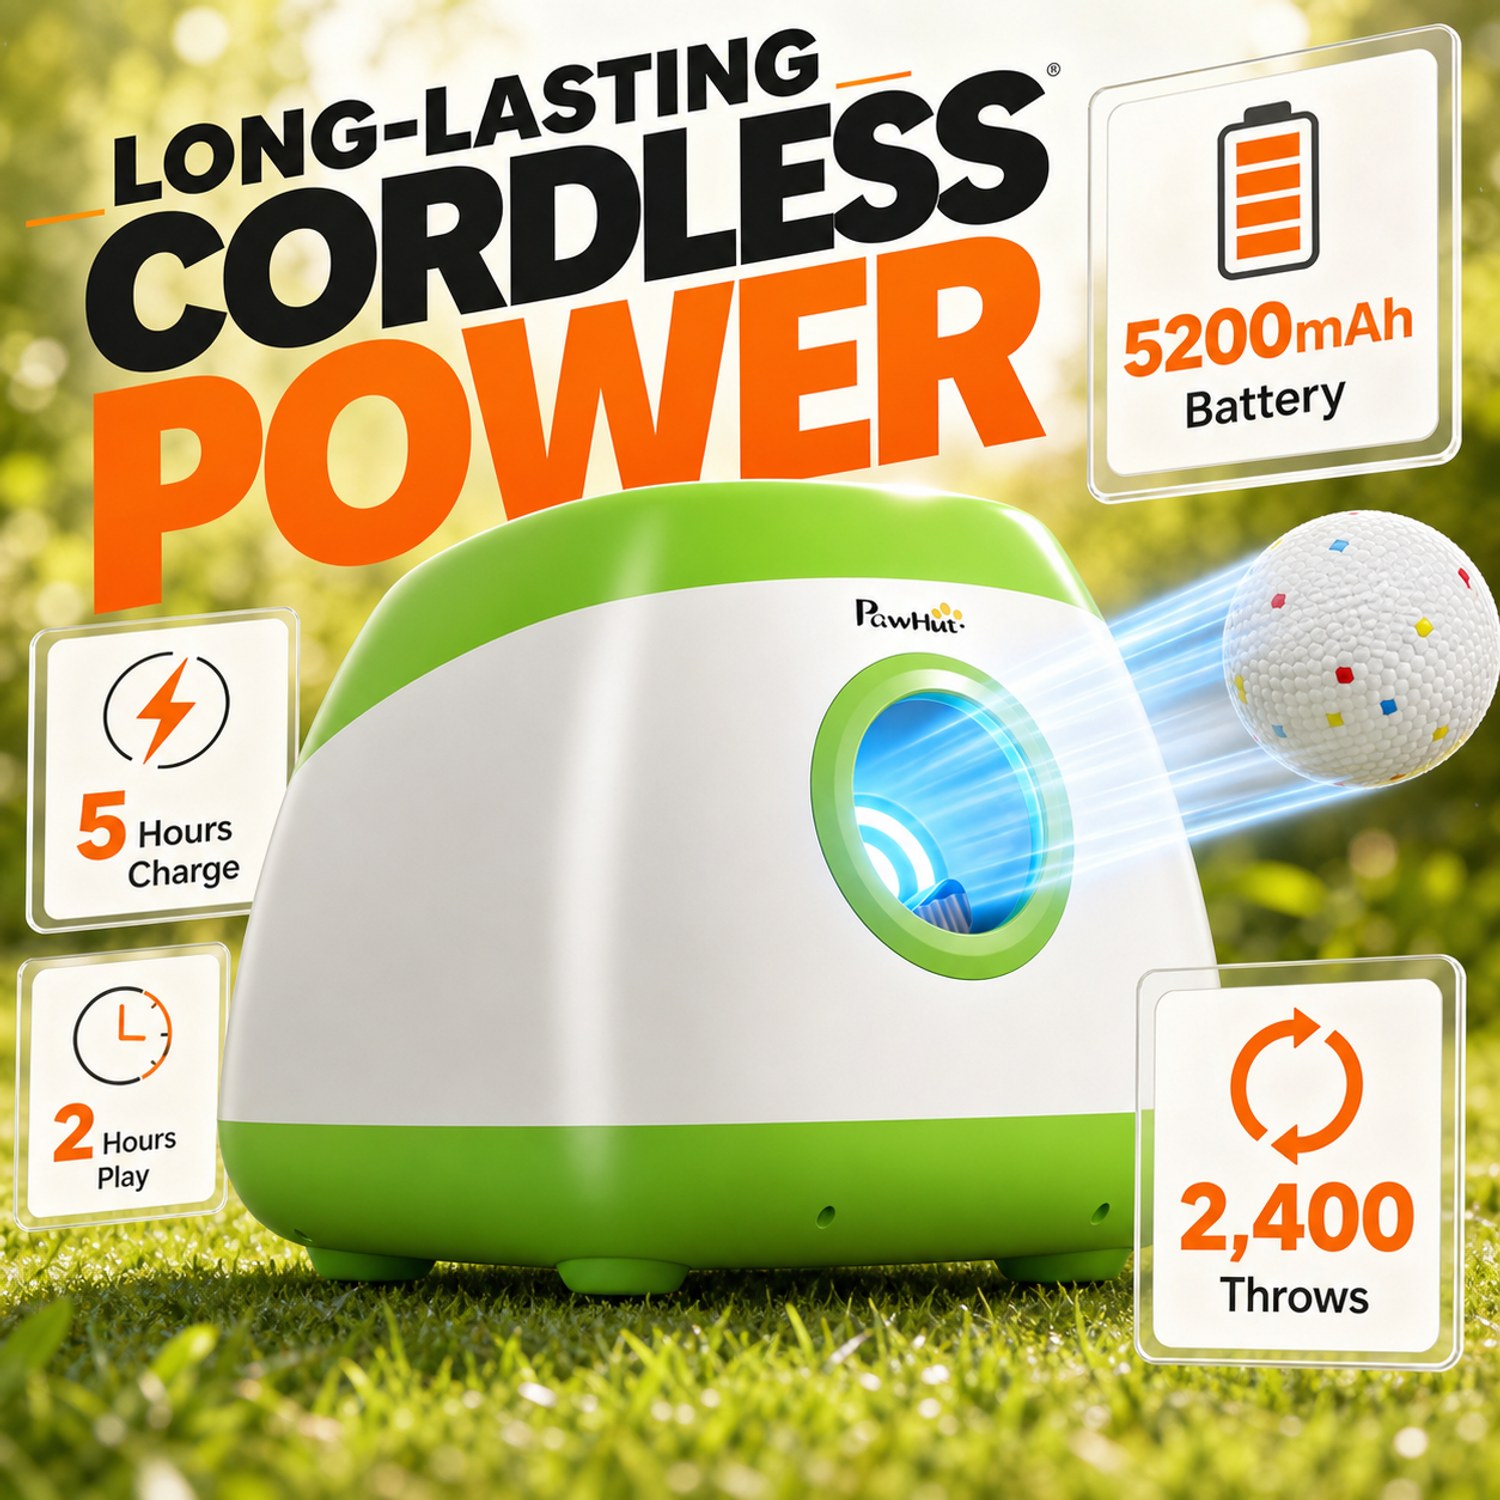 LONG-LASTING
CORDLESS®
POWER
5200mAh
Battery
PawHut
5 Hours
Charge
2 Hours
Play
2,400
Throws